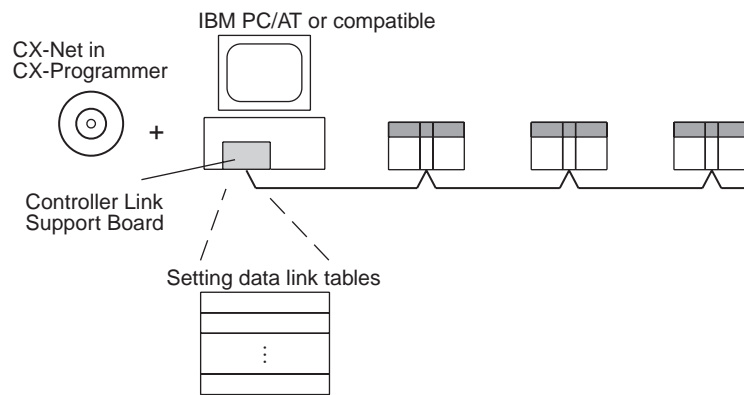 IBM PC/AT or compatible
CX-Net in
CX-Programmer
+
Controller Link
Support Board
Setting data link tables
⋮